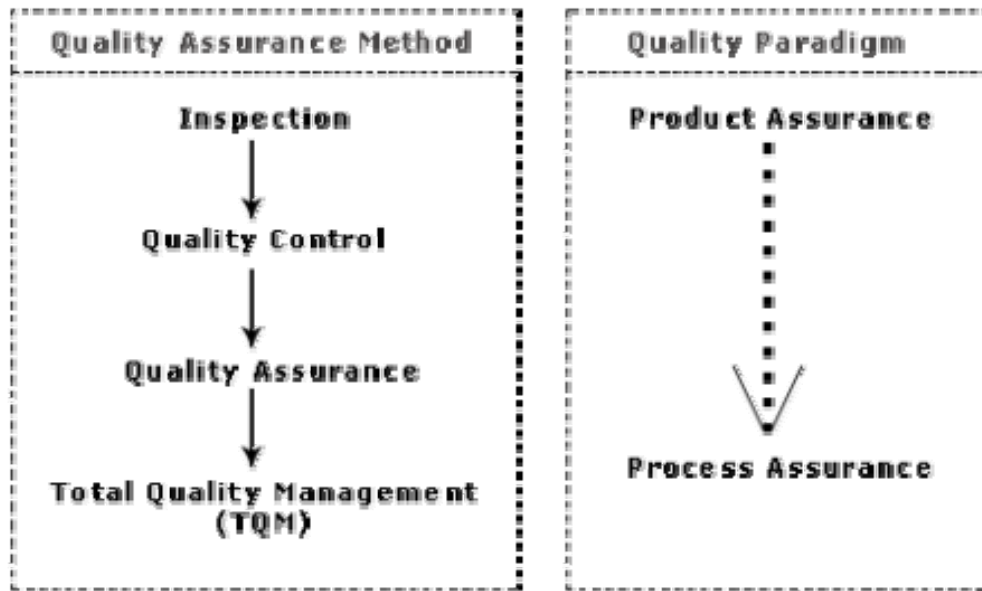 Quality Assurance Method
Inspection
Quality Control
Quality Assurance
Total Quality Management
(TQM)
Quality Paradigm
Product Assurance
Process Assurance